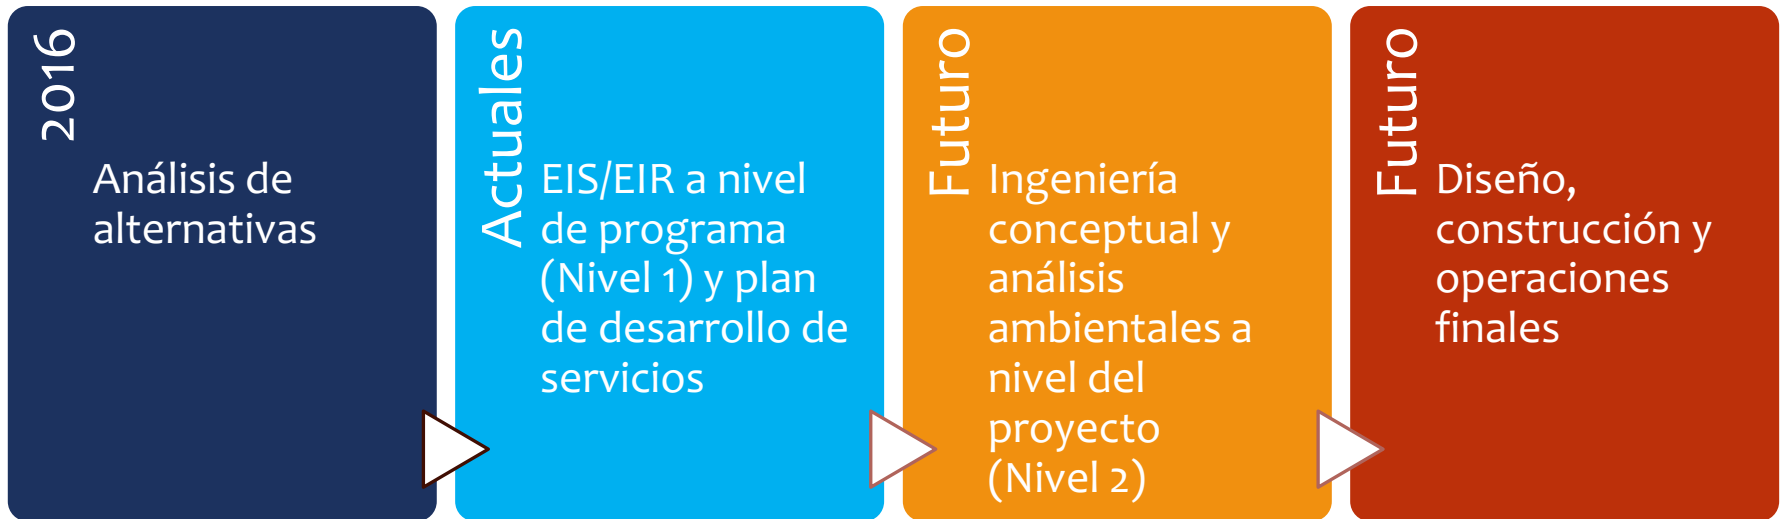 2016
Análisis de
alternativas
Actuales
EIS/EIR a nivel
de programa
(Nivel 1) y plan
de desarrollo de
servicios
Futuro
Ingeniería
conceptual y
análisis
ambientales a
nivel del
proyecto
(Nivel 2)
Futuro
Diseño,
construcción y
operaciones
finales